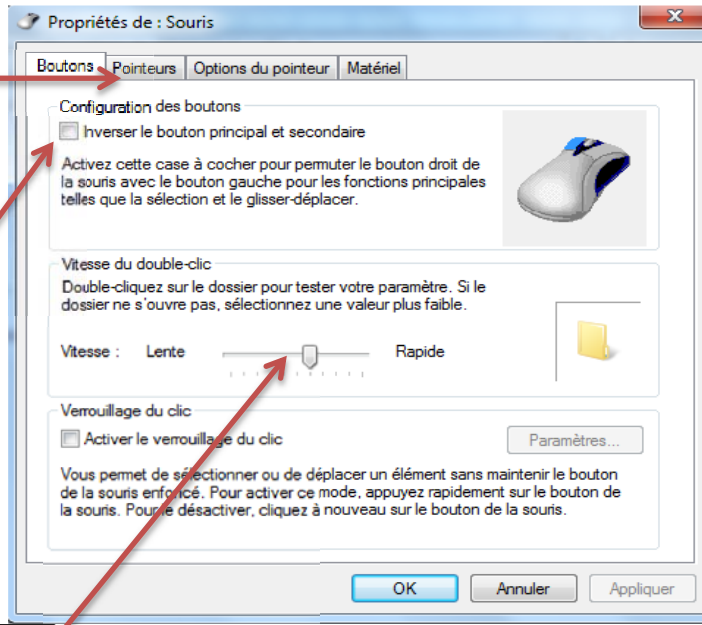 Propriétés de : Souris
Boutons Pointeurs Options du pointeur Matériel
Configuration des boutons
Inverser le bouton principal et secondaire
Activez cette case à cocher pour permuter le bouton droit de
la souris avec le bouton gauche pour les fonctions principales
telles que la sélection et le glisser-déplacer.
Vitesse du double-clic
Double-cliquez sur le dossier pour tester votre paramètre. Si le
dossier ne s'ouvre pas, sélectionnez une valeur plus faible.
Vitesse : Lente Rapide
Verrouillage du clic
Activer le verrouillage du clic Paramètres...
Vous permet de sélectionner ou de déplacer un élément sans maintenir le bouton
de la souris enfoncé. Pour activer ce mode, appuyez rapidement sur le bouton de
la souris. Pour le désactiver, cliquez à nouveau sur le bouton de la souris.
OK Annuler Appliquer